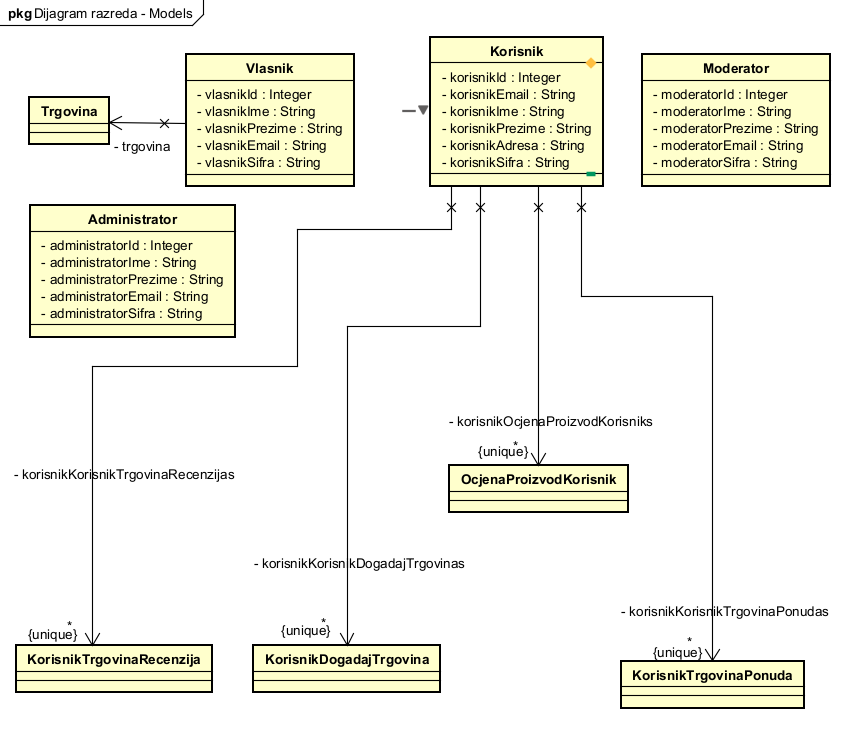 pkg Dijagram razreda - Models
Vlasnik
- vlasnikId : Integer
- vlasnikIme : String
- vlasnikPrezime : String
- vlasnikEmail : String
- vlasnikSifra : String
Korisnik
- korisnikId : Integer
- korisnikEmail : String
- korisnikIme : String
- korisnikPrezime : String
- korisnikAdresa : String
- korisnikSifra : String
Moderator
- moderatorId : Integer
- moderatorIme : String
- moderatorPrezime : String
- moderatorEmail : String
- moderatorSifra : String
Trgovina
- trgovina
Administrator
- administratorId : Integer
- administratorIme : String
- administratorPrezime : String
- administratorEmail : String
- administratorSifra : String
- korisnikOcjenaProizvodKorisniks
*
{unique}
OcjenaProizvodKorisnik
- korisnikKorisnikTrgovinaRecenzijas
- korisnikKorisnikDogadajTrgovinas
- korisnikKorisnikTrgovinaPonudas
*
{unique}
KorisnikTrgovinaRecenzija
*
{unique}
KorisnikDogadajTrgovina
*
{unique}
KorisnikTrgovinaPonuda